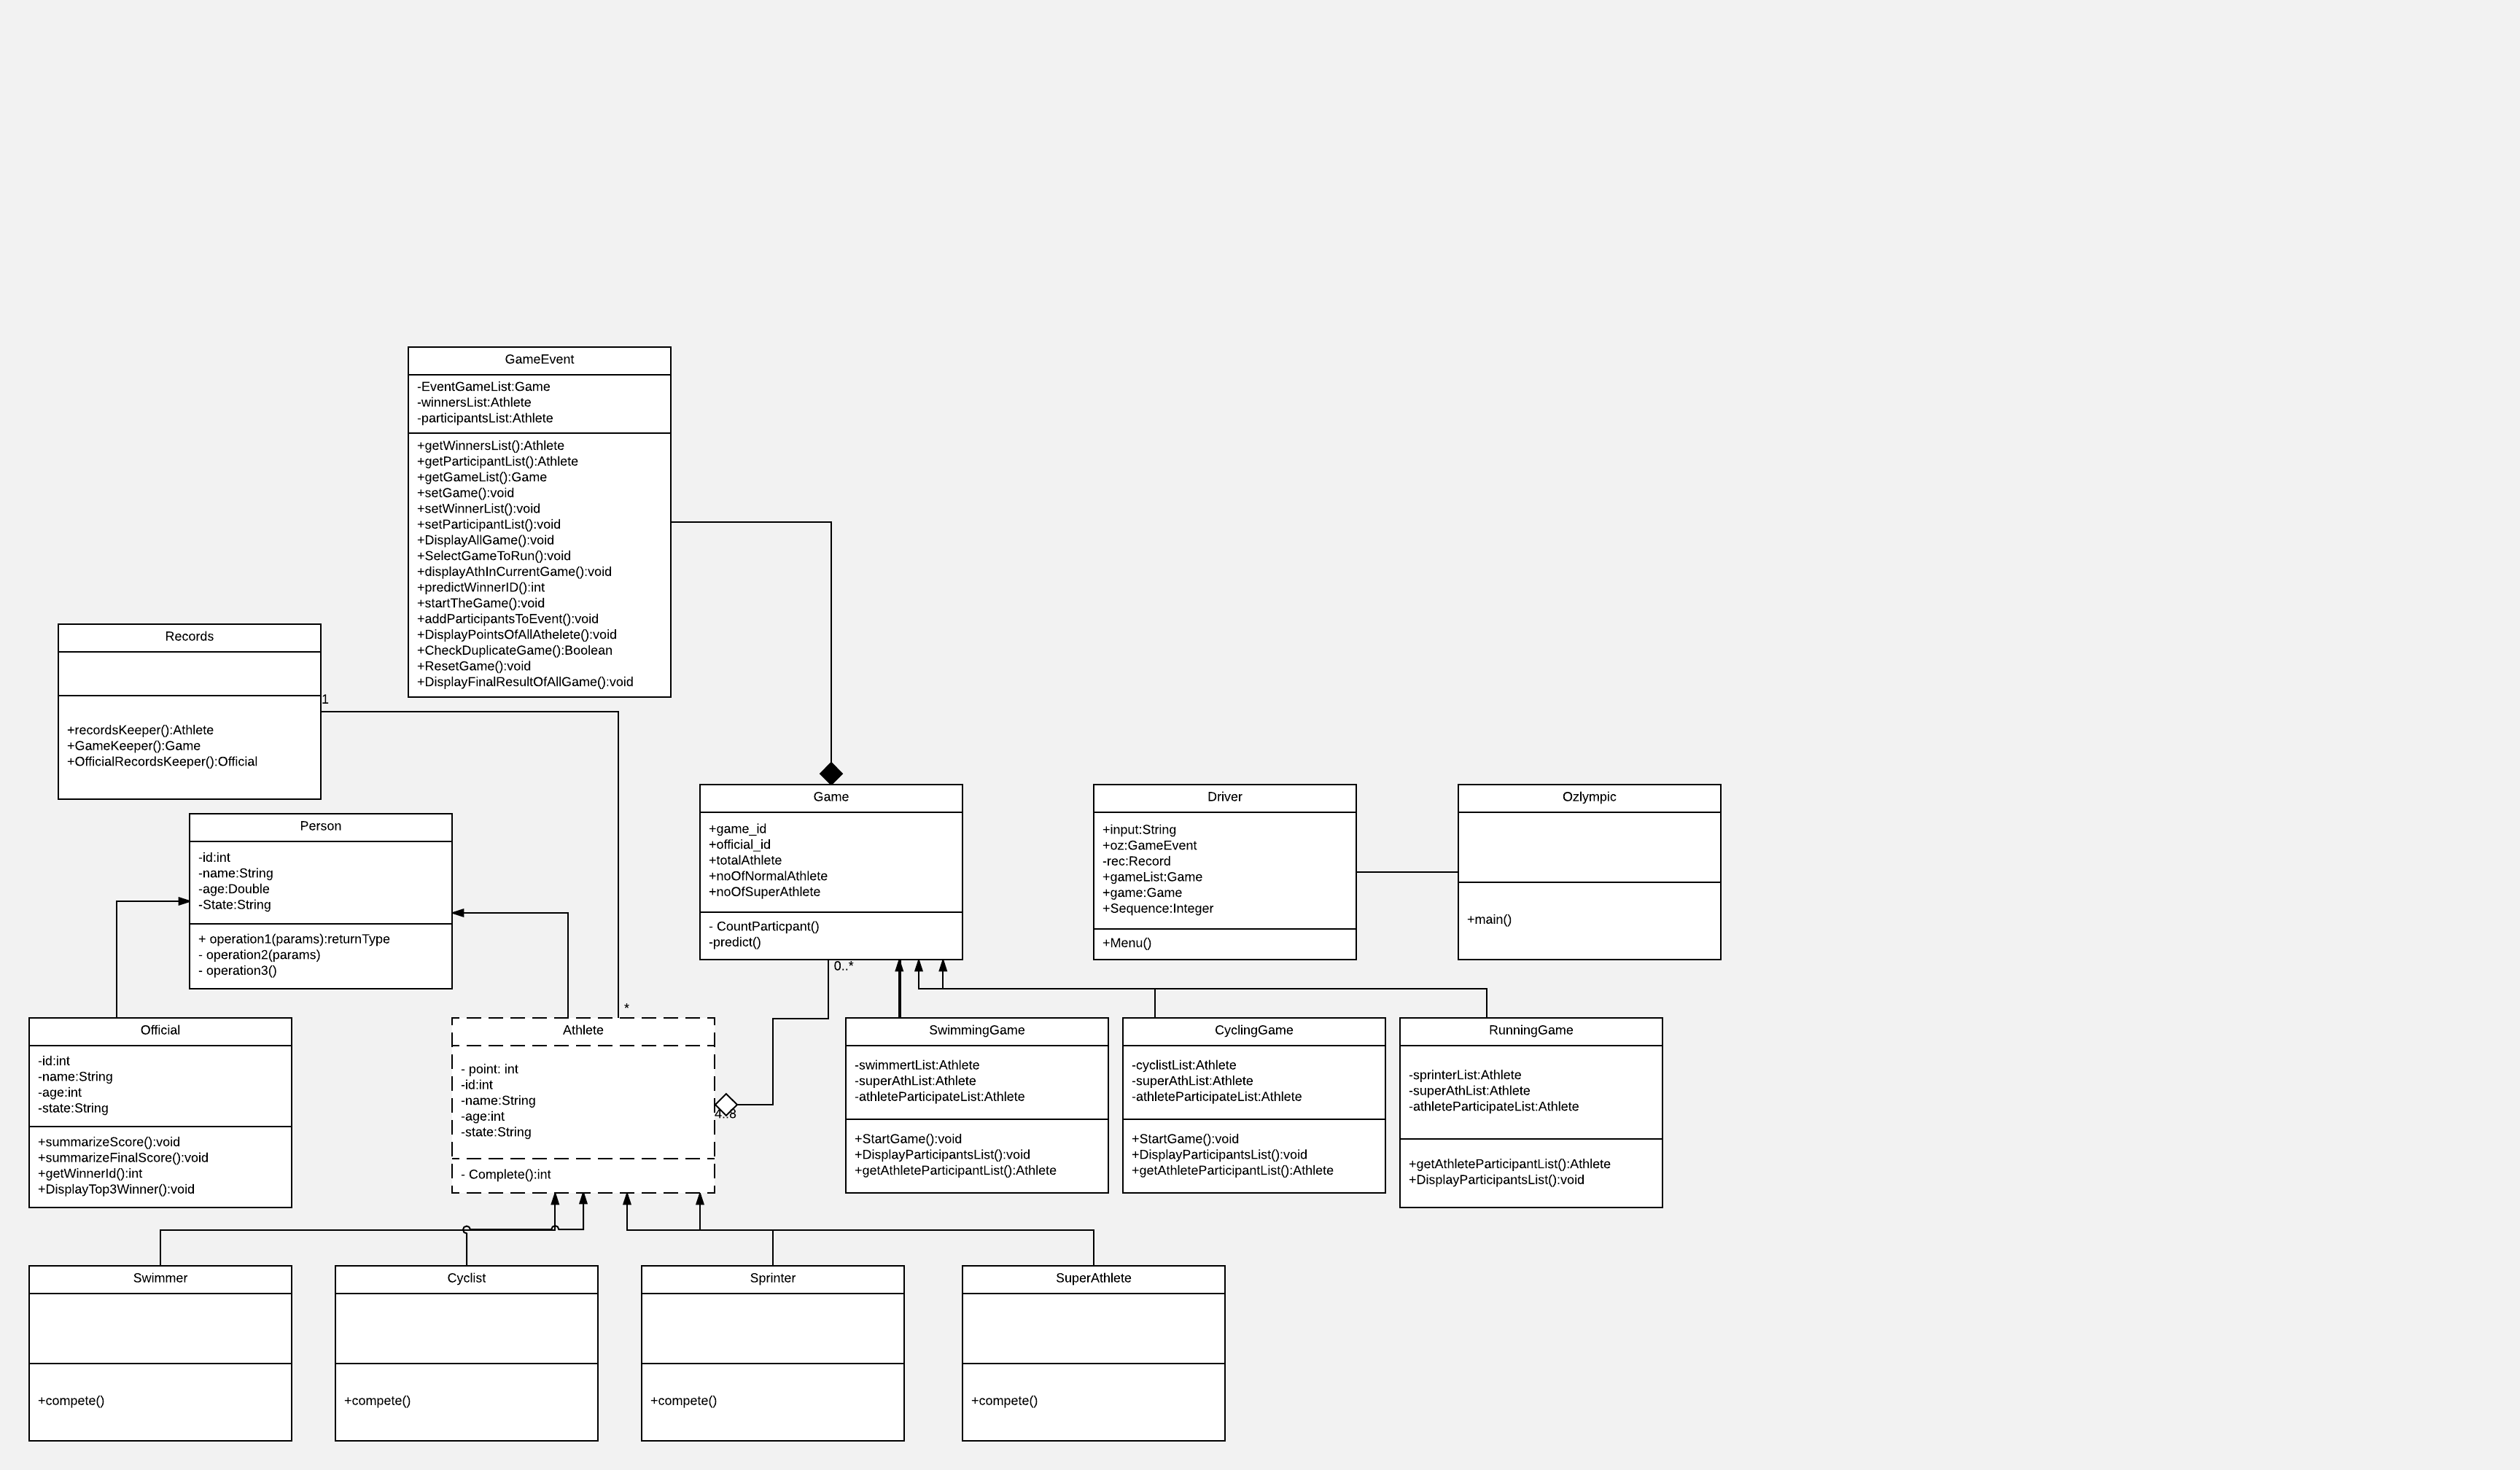 GameEvent
-EventGameList:Game
-winnersList:Athlete
-participantsList:Athlete
+getWinnersList():Athlete
+getParticipantList():Athlete
+getGameList():Game
+setGame():void
+setWinnerList():void
+setParticipantList():void
+DisplayAllGame():void
+SelectGameToRun():void
+displayAthInCurrentGame():void
+predictWinnerID():int
+startTheGame():void
+addParticipantsToEvent():void
+DisplayPointsOfAllAthelete():void
+CheckDuplicateGame():Boolean
+ResetGame():void
+DisplayFinalResultOfAllGame():void
Records
+recordsKeeper():Athlete
+GameKeeper():Game
+OfficialRecordsKeeper():Official
1
Person
-id:int
-name:String
-age:Double
-State:String
+ operation1(params):returnType
- operation2(params)
- operation3()
Game
+game_id
+official_id
+totalAthlete
+noOfNormalAthlete
+noOfSuperAthlete
- CountParticpant()
-predict()
0..*
Driver
+input:String
+oz:GameEvent
-rec:Record
+gameList:Game
+game:Game
+Sequence:Integer
+Menu()
Ozlympic
+main()
Official
-id:int
-name:String
-age:int
-state:String
+summarizeScore():void
+summarizeFinalScore():void
+getWinnerId():int
+DisplayTop3Winner():void
*
Athlete
- point: int
-id:int
-name:String
-age:int
-state:String
- Complete():int
4..8
SwimmingGame
-swimmertList:Athlete
-superAthList:Athlete
-athleteParticipateList:Athlete
+StartGame():void
+DisplayParticipantsList():void
+getAthleteParticipantList():Athlete
CyclingGame
-cyclistList:Athlete
-superAthList:Athlete
-athleteParticipateList:Athlete
+StartGame():void
+DisplayParticipantsList():void
+getAthleteParticipantList():Athlete
RunningGame
-sprinterList:Athlete
-superAthList:Athlete
-athleteParticipateList:Athlete
+getAthleteParticipantList():Athlete
+DisplayParticipantsList():void
Swimmer
+compete()
Cyclist
+compete()
Sprinter
+compete()
SuperAthlete
+compete()